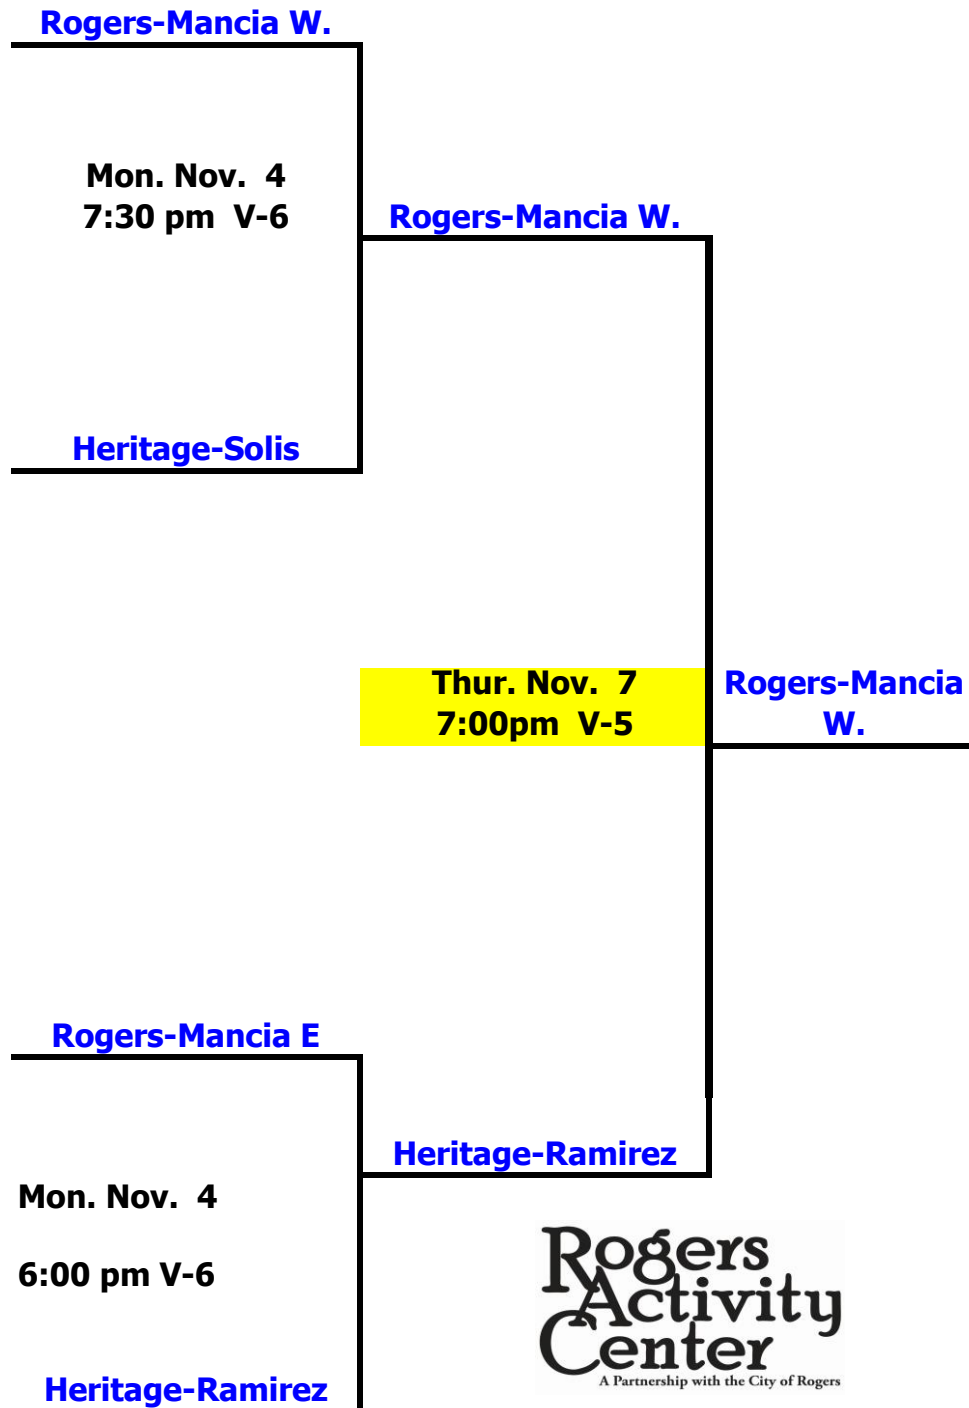 Rogers-Mancia W.
Mon. Nov.  4
7:30 pm  V-6
Rogers-Mancia W.
Heritage-Solis
Thur. Nov.  7
7:00pm  V-5
Rogers-Mancia
W.
Rogers-Mancia E
Heritage-Ramirez
Mon. Nov.  4
6:00 pm V-6
Heritage-Ramirez
Rogers
Activity
Center
A Partnership with the City of Rogers